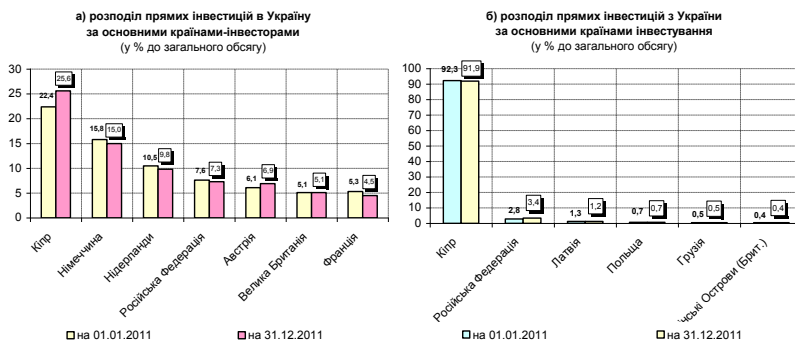 а) розподіл прямих інвестицій в Україну
за основними країнами-інвесторами
(у % до загального обсягу)
30
25
20
15
10
5
0
22,4
25,6
15,8
15,0
10,5
9,8
7,6
7,3
6,1
6,9
5,1
5,1
5,3
4,5
Кіпр
Німеччина
Нідерланди
Російська Федерація
Австрія
Велика Британія
Франція
на 01.01.2011
на 31.12.2011
б) розподіл прямих інвестицій з України
за основними країнами інвестування
(у % до загального обсягу)
100
90
80
70
60
50
40
30
20
10
0
92,3
91,9
2,8
3,4
1,3
1,2
0,7
0,7
0,5
0,5
0,4
0,4
Кіпр
Російська Федерація
Латвія
Польща
Грузія
інські Острови (Брит.)
на 01.01.2011
на 31.12.2011